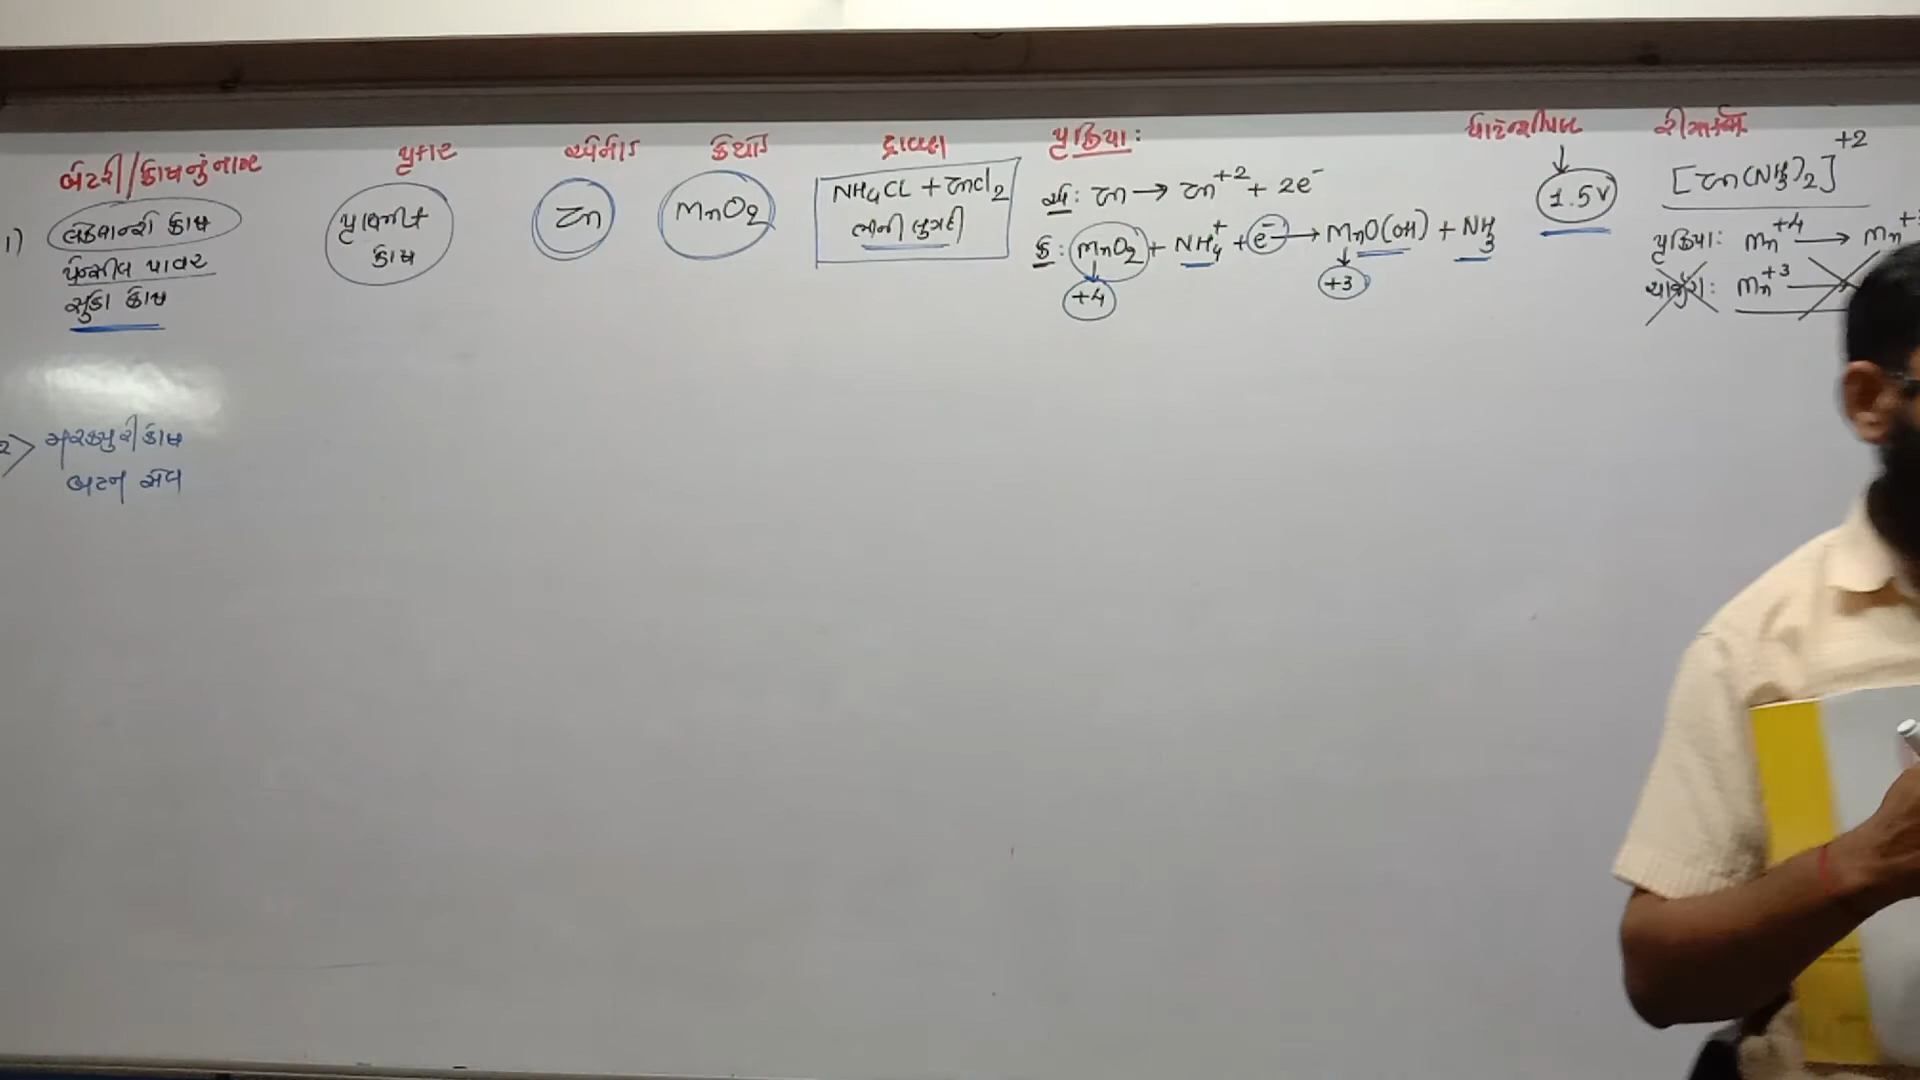 બેટરી/કોષનું નામ પ્રકાર એનોડ કેથોડ દ્રાવણ પ્રક્રિયા: પોટેન્શીયલ રીમાર્ક
1) લેકલાન્શે કોષ
પેન્સીલ પાવર
સુકો કોષ
પ્રાથમીક
કોષ
Zn
MnO2
NH4Cl + ZnCl2
ભીની લુગદી
એ: Zn → Zn+2 + 2e-
કે: MnO2 + NH4+ + e- → MnO(OH) + NH3
+4 +3
1.5V
[Zn(NH3)2]+2
પ્રક્રિયા: Mn+4 → Mn+
Mn+3 →
2> મરક્યુરી કોષ
બટન સેલ